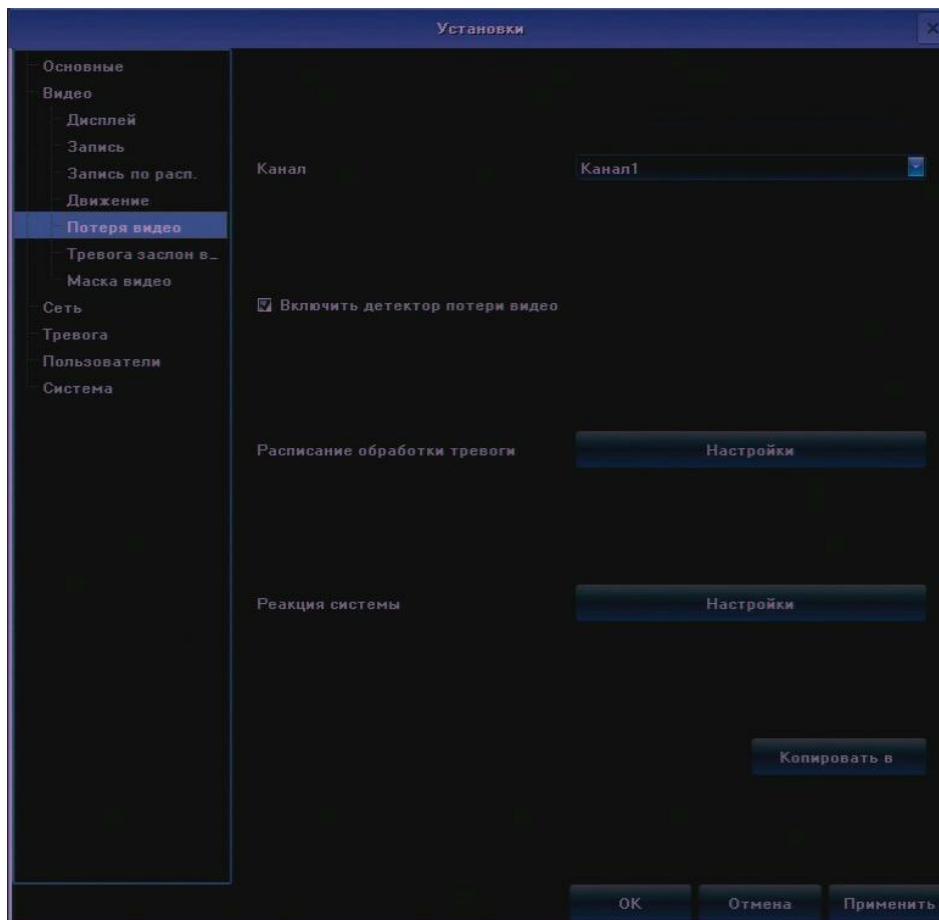 Установки
Основные
Видео
Дисплей
Запись
Запись по расп.
Движение
Потеря видео
Тревога заслон в…
Маска видео
Сеть
Тревога
Пользователи
Система
Канал
Канал1
Включить детектор потери видео
Расписание обработки тревоги
Настройки
Реакция системы
Настройки
Копировать в
OK
Отмена
Применить